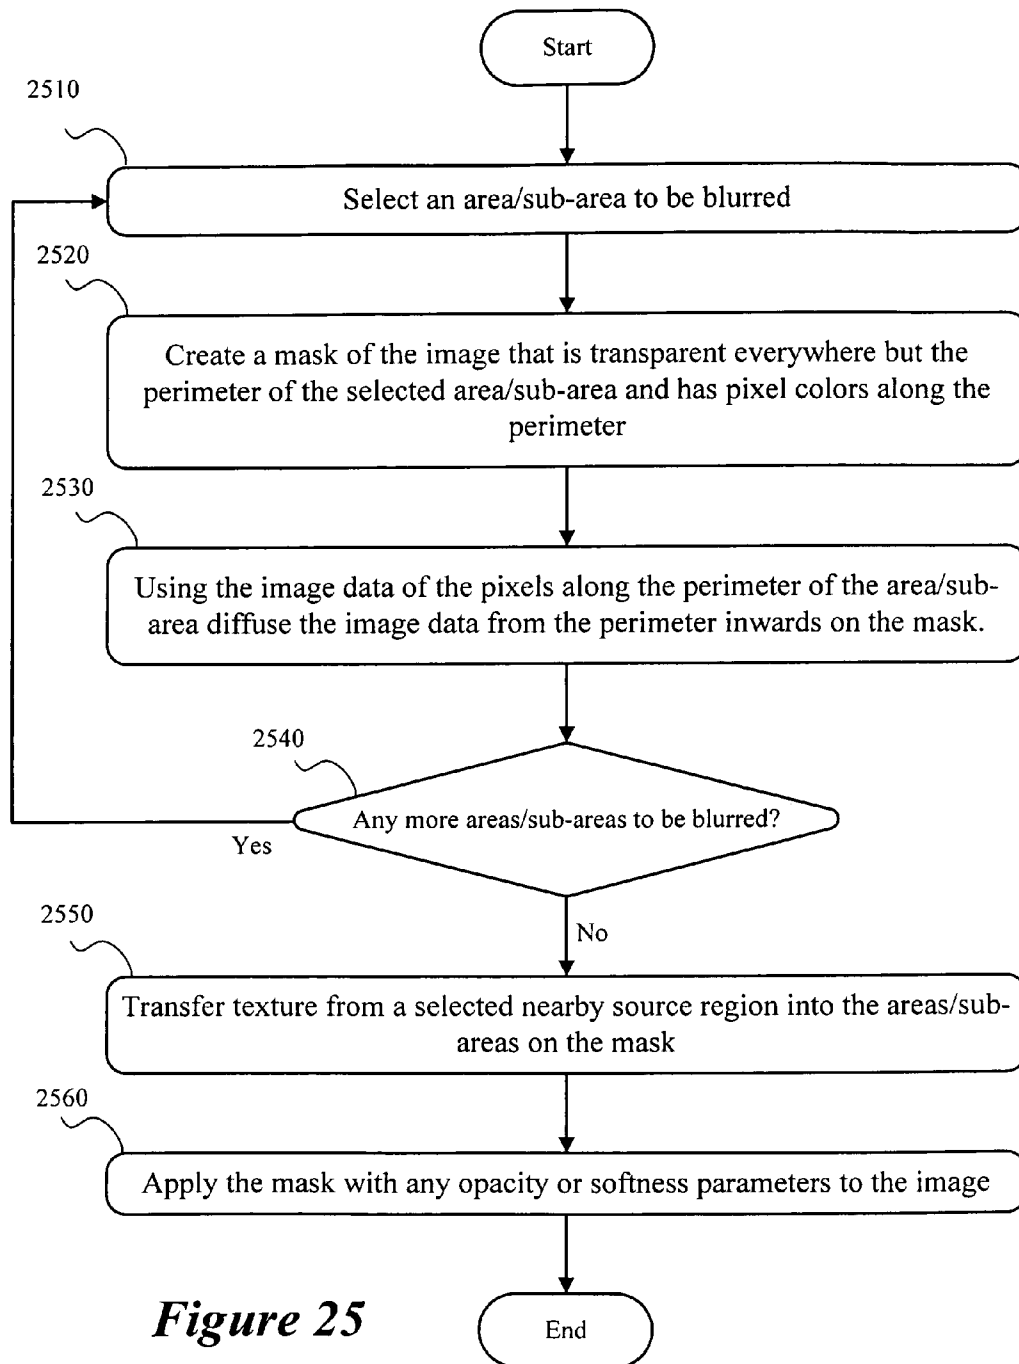 Start
2510
Select an area/sub-area to be blurred
2520
Create a mask of the image that is transparent everywhere but the
perimeter of the selected area/sub-area and has pixel colors along the
perimeter
2530
Using the image data of the pixels along the perimeter of the area/sub-
area diffuse the image data from the perimeter inwards on the mask.
2540
Any more areas/sub-areas to be blurred?
Yes
No
2550
Transfer texture from a selected nearby source region into the areas/sub-
areas on the mask
2560
Apply the mask with any opacity or softness parameters to the image
Figure 25
End